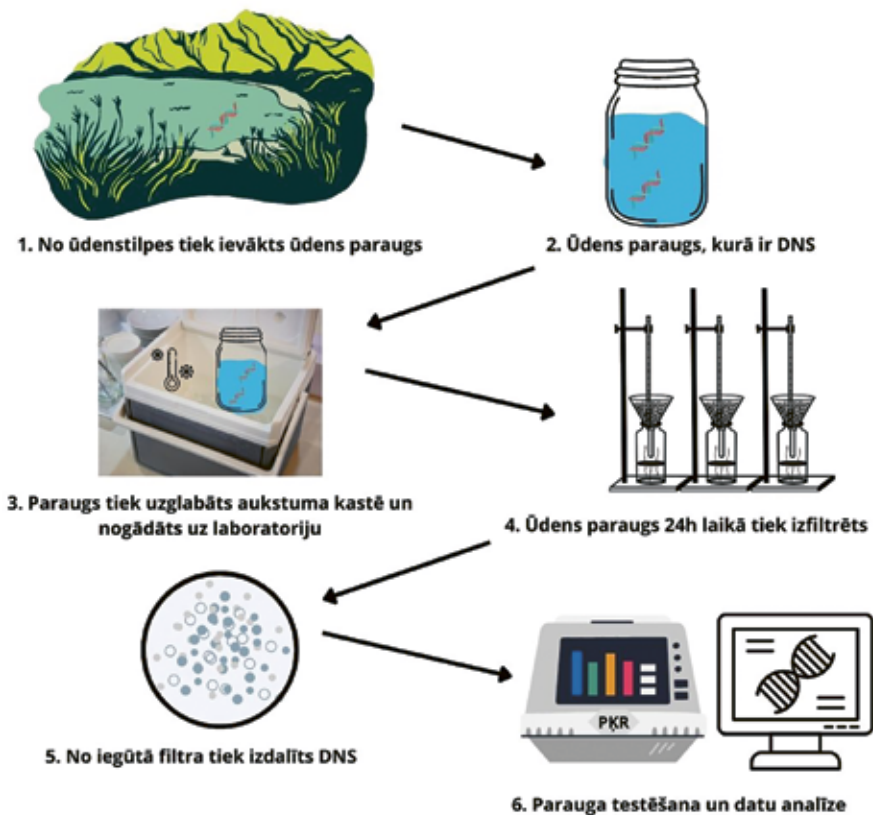 1. No ūdenstilpes tiek ievākts ūdens paraugs
2. Ūdens paraugs, kurā ir DNS
3. Paraugs tiek uzglabāts aukstuma kastē un
nogādāts uz laboratoriju
4. Ūdens paraugs 24h laikā tiek izfiltrēts
5. No iegūtā filtra tiek izdalīts DNS
PĶR
6. Parauga testēšana un datu analīze